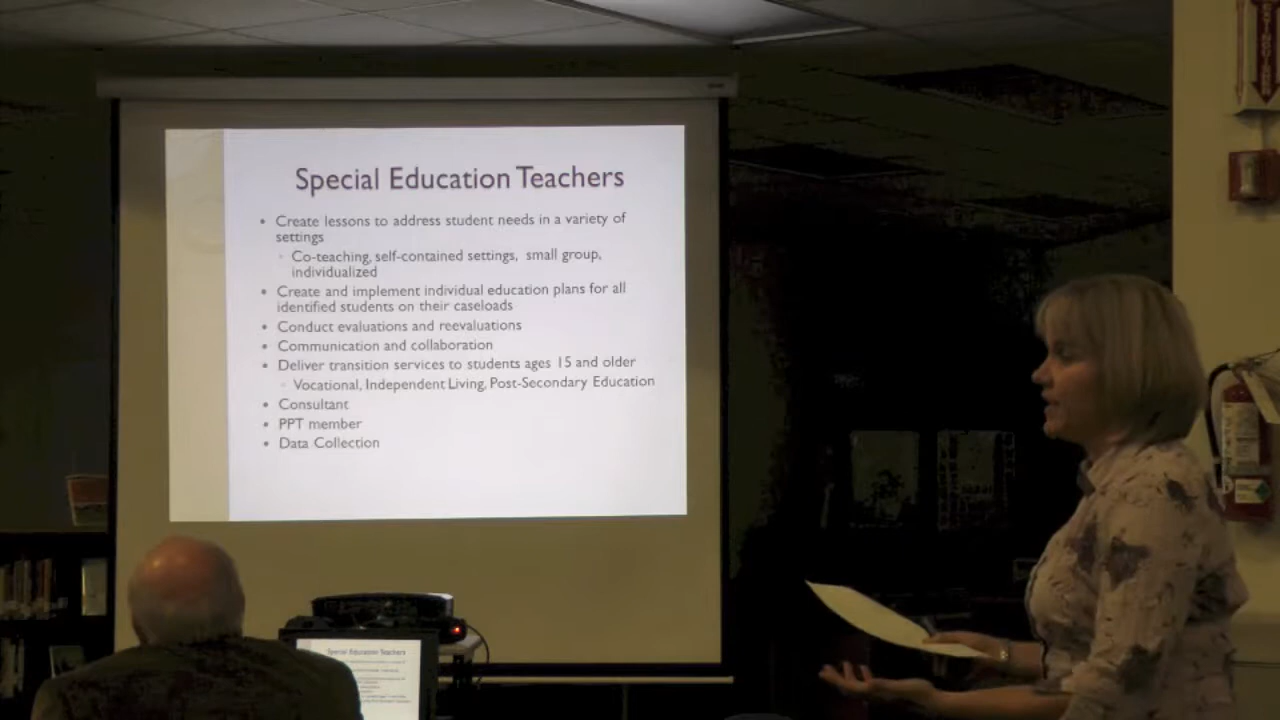 Special Education Teachers
• Create lessons to address student needs in a variety of
settings
◦ Co-teaching, self-contained settings, small group,
individualized
• Create and implement individual education plans for all
identified students on their caseloads
• Conduct evaluations and reevaluations
• Communication and collaboration
• Deliver transition services to students ages 15 and older
◦ Vocational, Independent Living, Post-Secondary Education
• Consultant
• PPT member
• Data Collection
Special Education Teachers